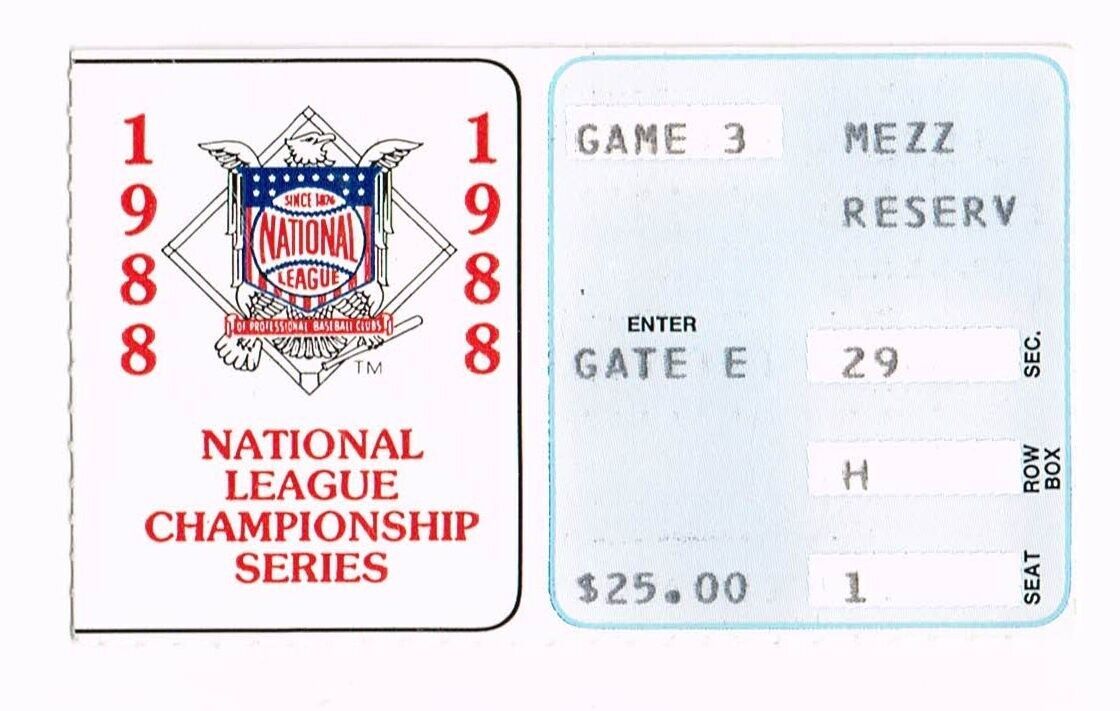 1988
1988
SINCE 1876
NATIONAL
LEAGUE
OF PROFESSIONAL BASEBALL CLUBS
TM
NATIONAL
LEAGUE
CHAMPIONSHIP
SERIES
GAME 3
MEZZ
RESERV
ENTER
GATE E
29
SEC.
H
ROW
BOX
$25.00
1
SEAT